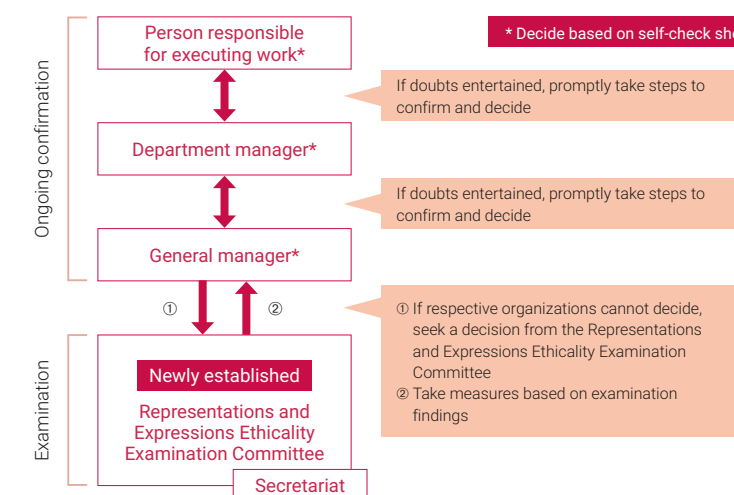 Person responsible
for executing work*
* Decide based on self-check
Ongoing confirmation
If doubts entertained, promptly take steps to
confirm and decide
Department manager*
If doubts entertained, promptly take steps to
confirm and decide
General manager*
① ②
① If respective organizations cannot decide,
seek a decision from the Representations
and Expressions Ethicality Examination
Committee
② Take measures based on examination
findings
Examination
Newly established
Representations and
Expressions Ethicality
Examination Committee
Secretariat